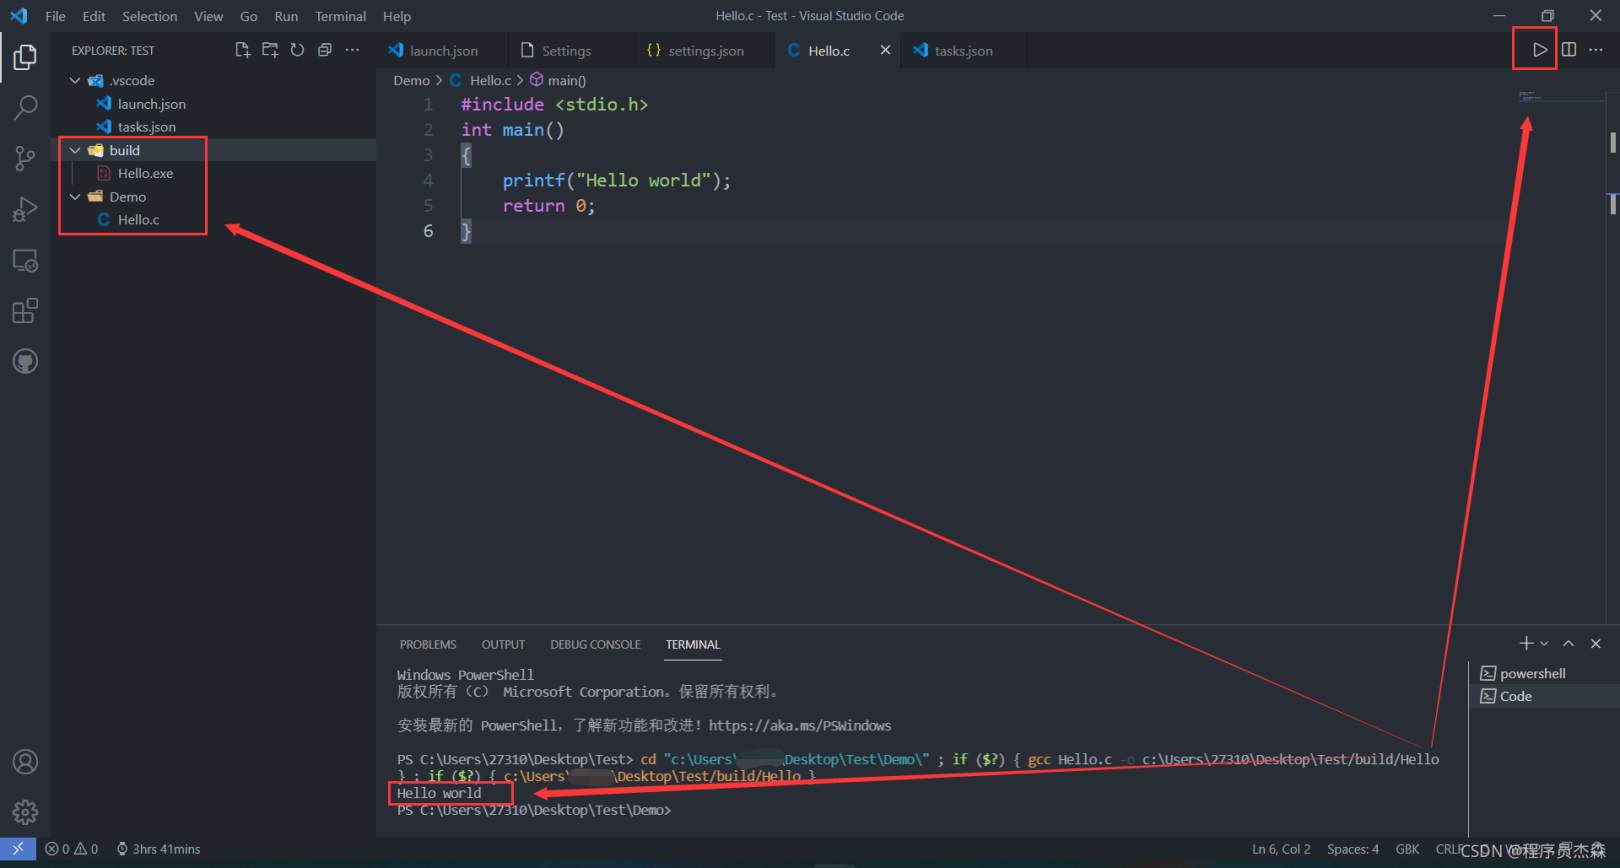 File Edit Selection View Go Run Terminal Help
Hello.c - Test - Visual Studio Code
EXPLORER: TEST
.vscode
launch.json
tasks.json
build
Hello.exe
Demo
Hello.c
launch.json Settings settings.json Hello.c tasks.json
Demo > Hello.c > main()
1 #include <stdio.h>
2 int main()
3 {
4 printf("Hello world");
5 return 0;
6 }
PROBLEMS OUTPUT DEBUG CONSOLE TERMINAL
powershell
Code
Windows PowerShell
版权所有 (C) Microsoft Corporation。保留所有权利。
安装最新的 PowerShell，了解新功能和改进！https://aka.ms/PSWindows
PS C:\Users\27310\Desktop\Test> cd "c:\Users\ Desktop\Test\Demo\" ; if ($?) { gcc Hello.c -o c:\Users\27310\Desktop\Test/build/Hello
} ; if ($?) { c:\Users\ \Desktop\Test/build/Hello }
Hello world
PS C:\Users\27310\Desktop\Test\Demo>
0 0 3hrs 41mins
Ln 6, Col 2 Spaces: 4 GBK CRLF
CSDN @程序员杰森